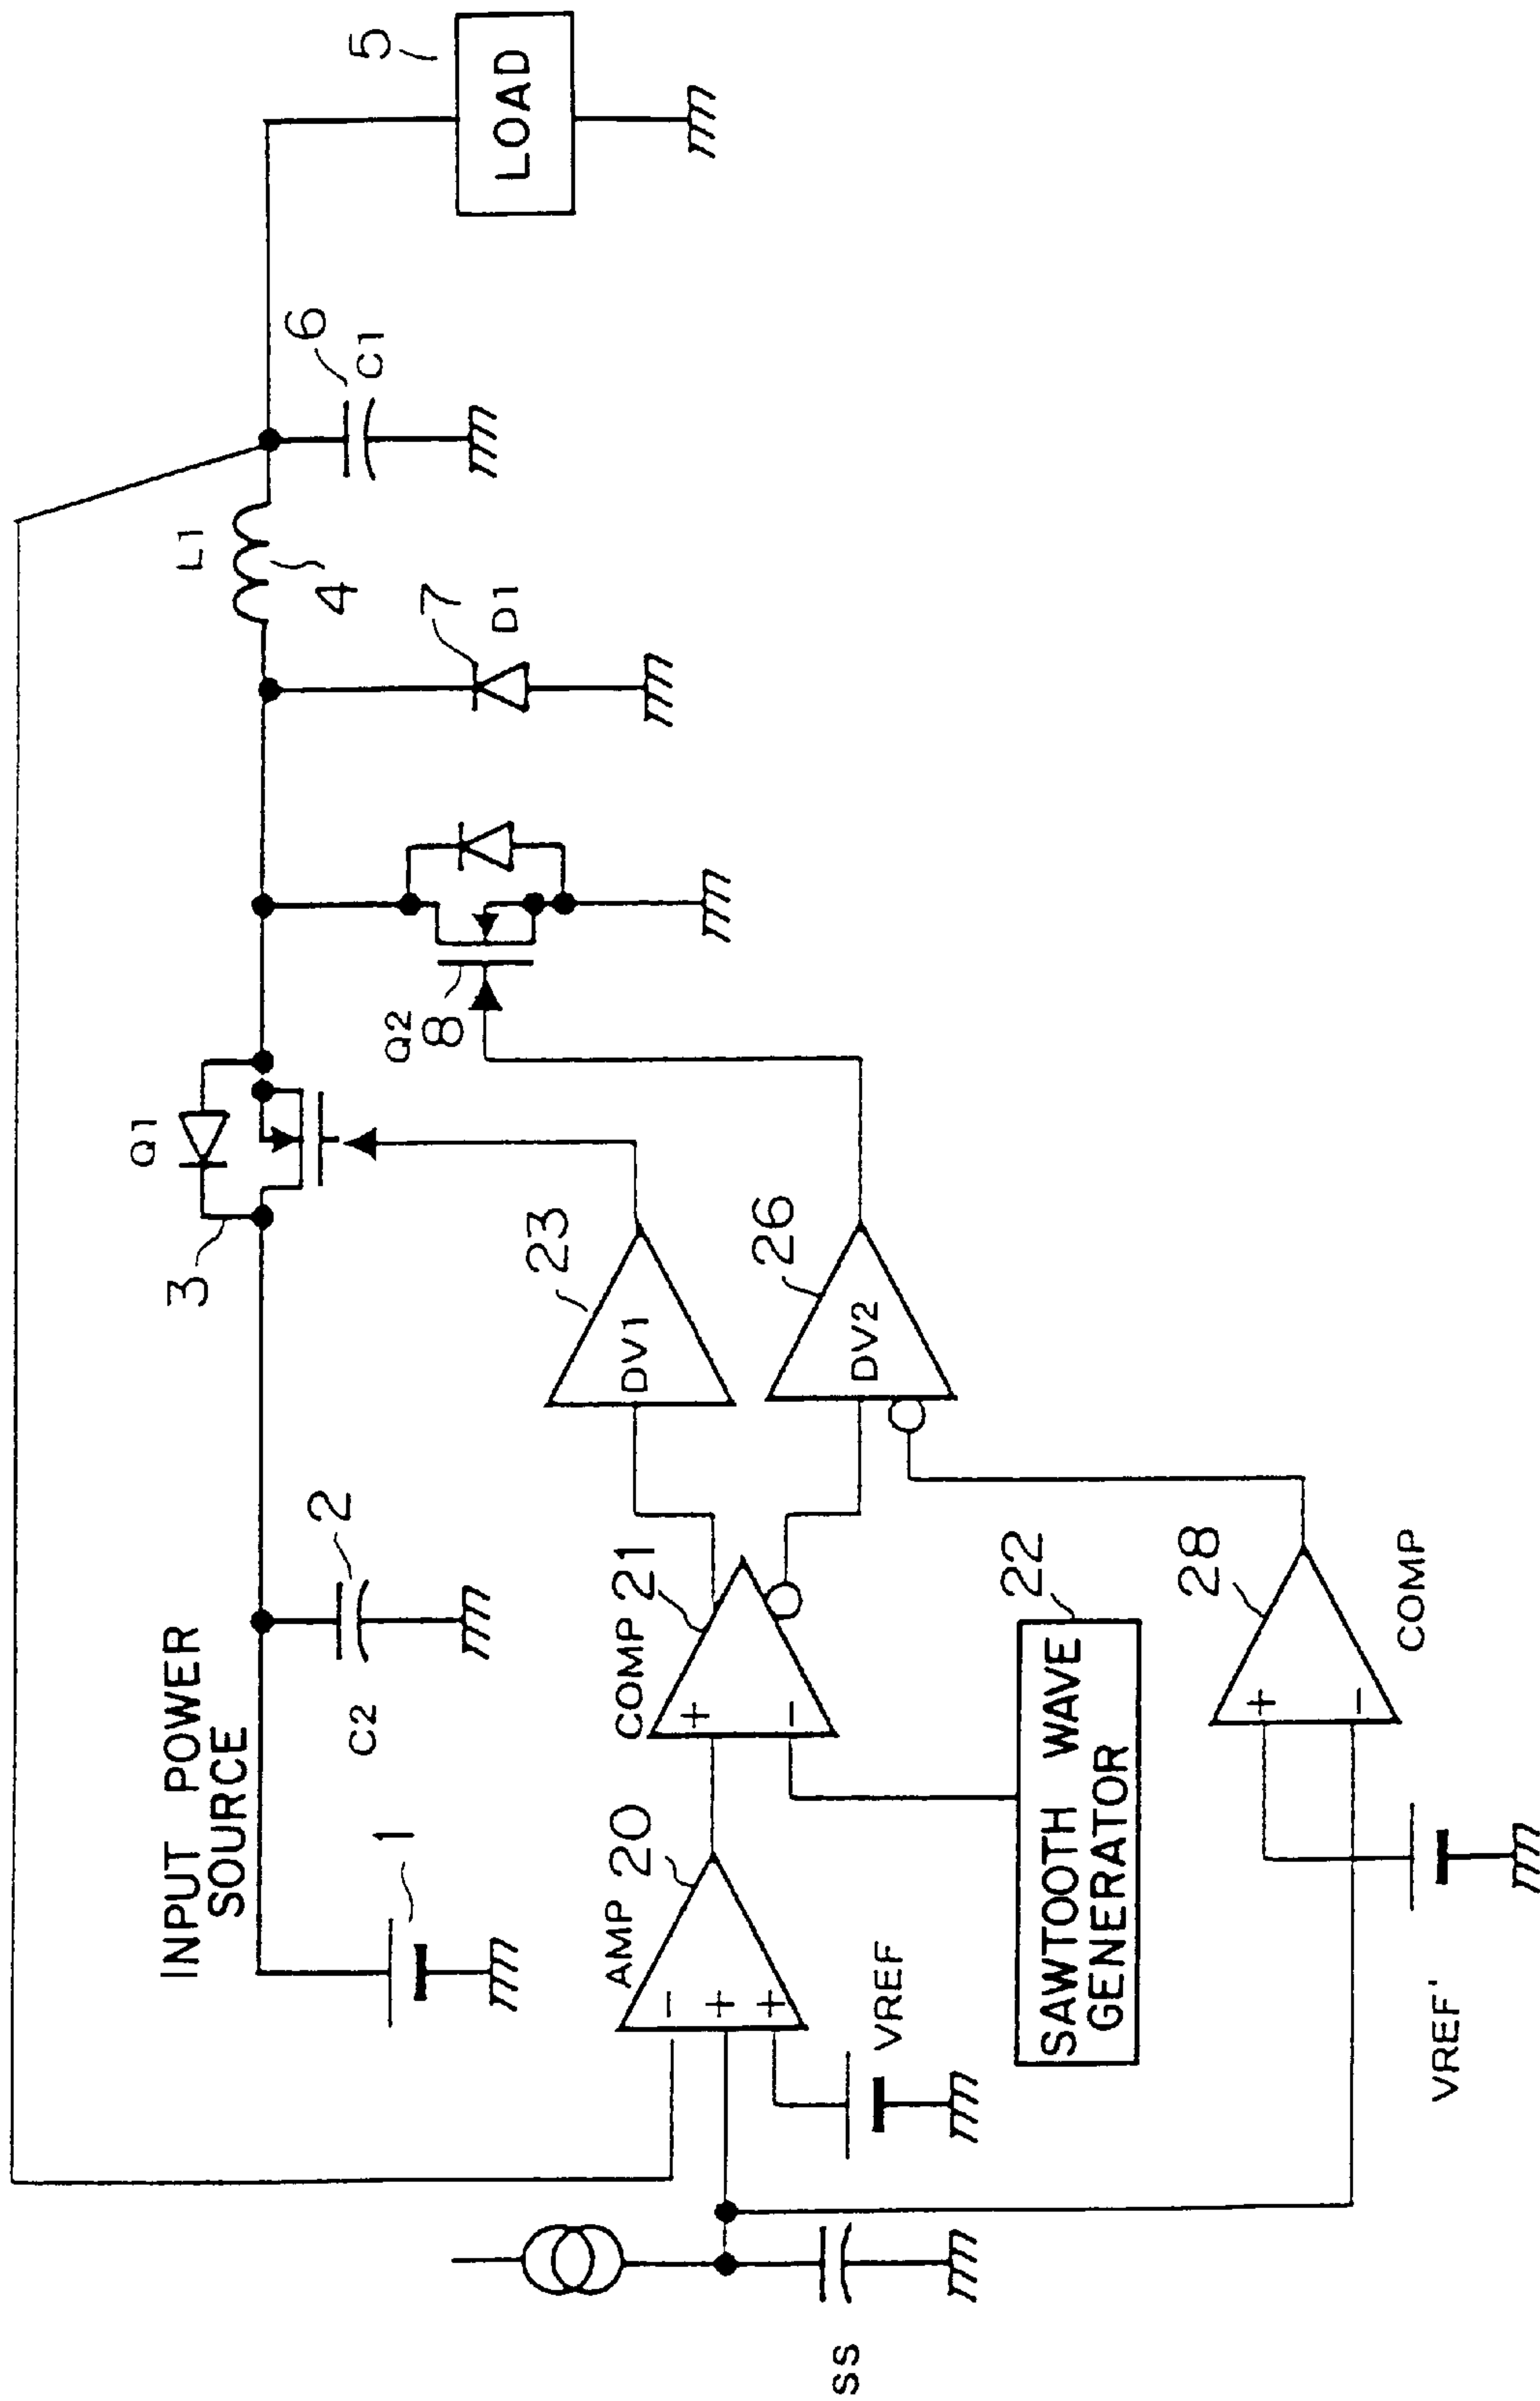 INPUT POWER
SOURCE
1
C2
2
3
Q1
Q2
8
L1
4
7
D1
6
C1
5
LOAD
AMP
20
-
+
+
VREF
COMP
21
+
-
DV1
23
DV2
26
SAWTOOTH WAVE
GENERATOR
22
28
COMP
+
-
VREF'
SS